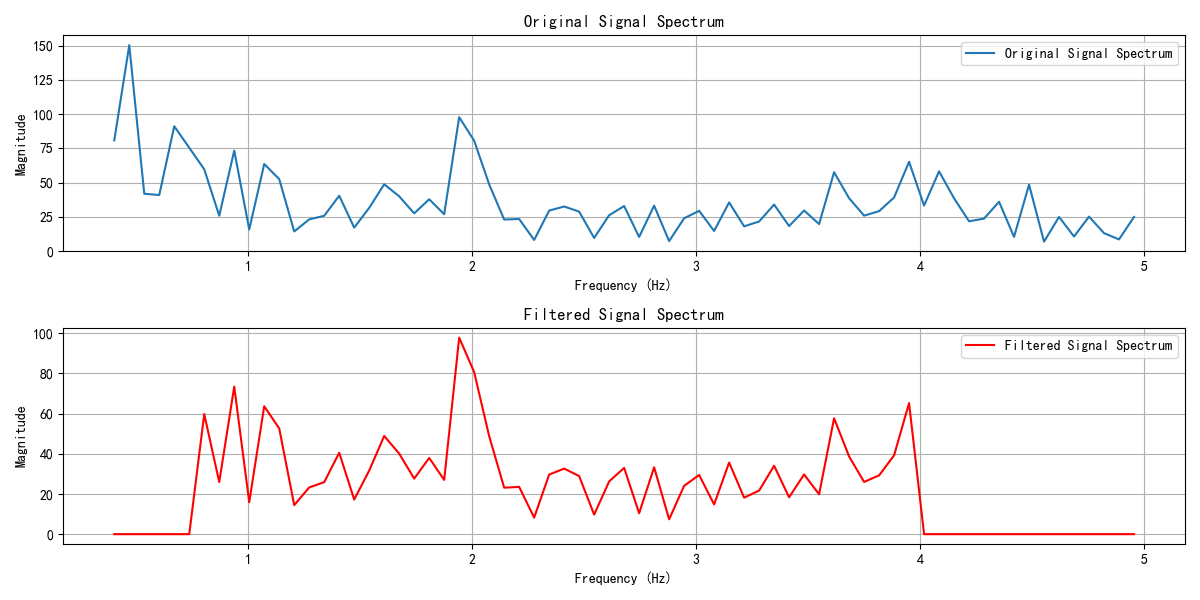 Original Signal Spectrum
Original Signal Spectrum
Magnitude
150
125
100
75
50
25
0
1 2 3 4 5
Frequency (Hz)
Filtered Signal Spectrum
Filtered Signal Spectrum
Magnitude
100
80
60
40
20
0
1 2 3 4 5
Frequency (Hz)